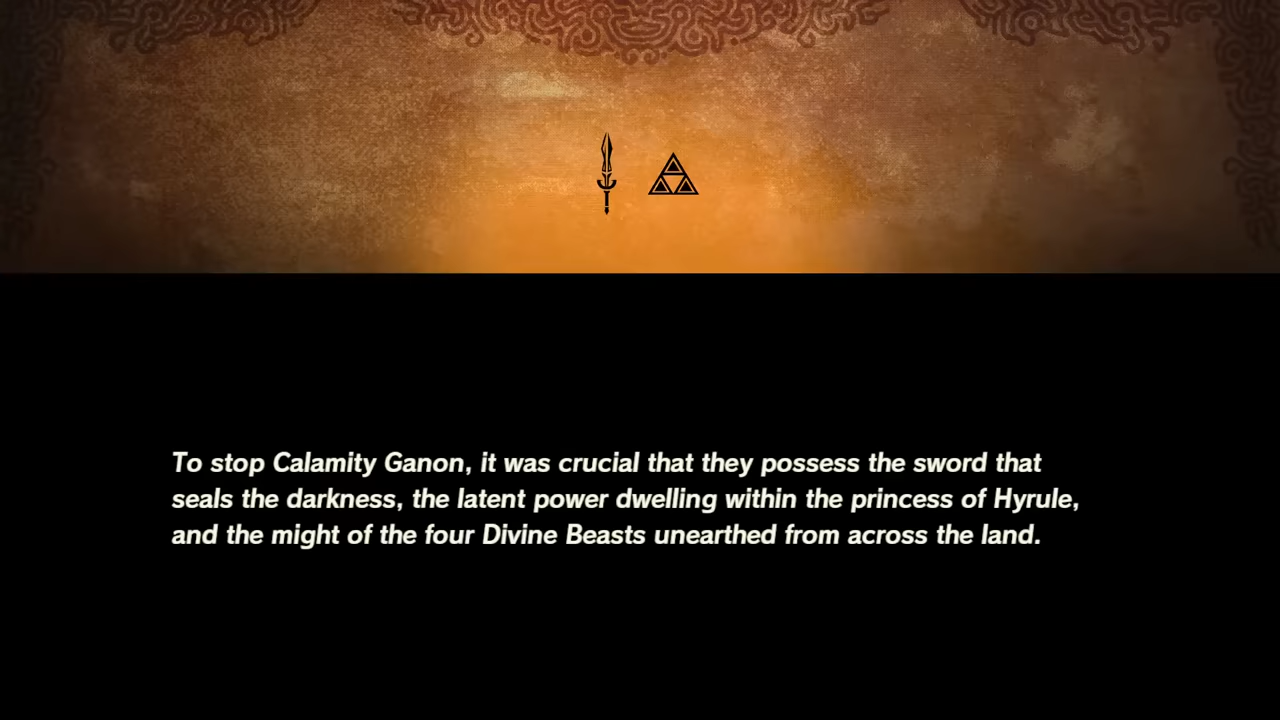 To stop Calamity Ganon, it was crucial that they possess the sword that
seals the darkness, the latent power dwelling within the princess of Hyrule,
and the might of the four Divine Beasts unearthed from across the land.